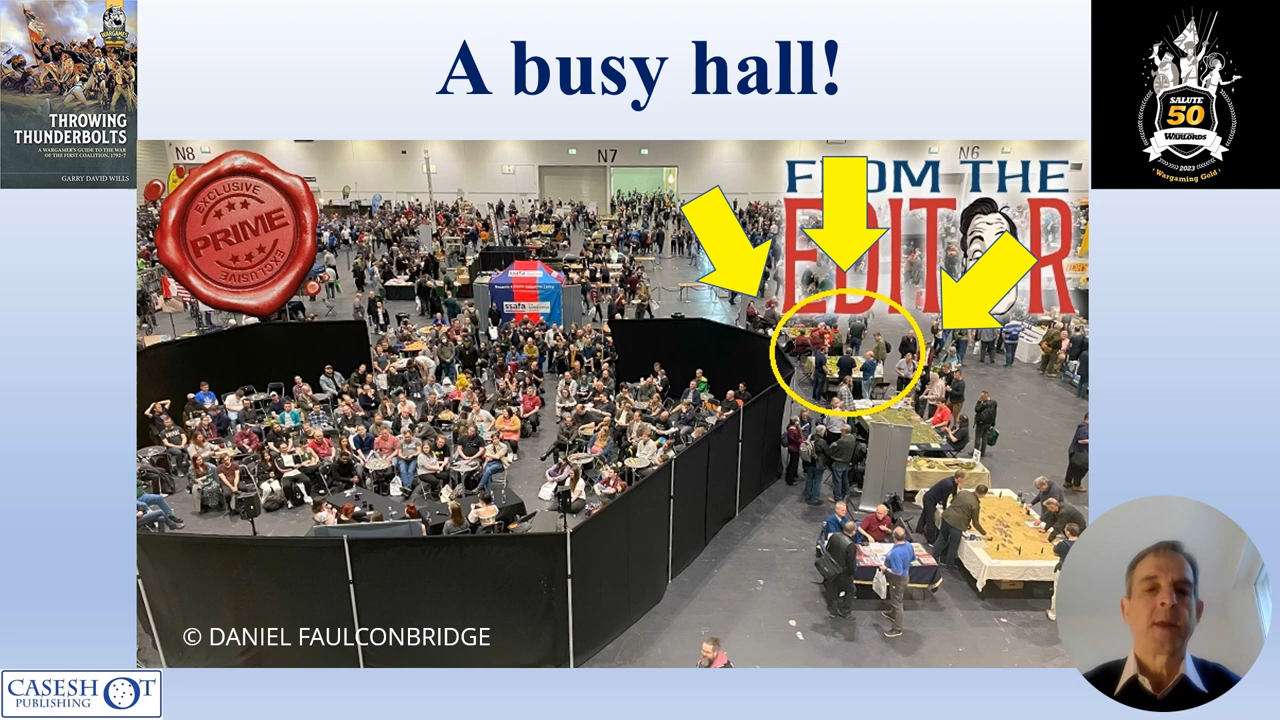 A busy hall!
WARGAMES
THROWING
THUNDERBOLTS
A WARGAMER'S GUIDE TO THE WAR
OF THE FIRST COALITION, 1792-7
GARRY DAVID WILLS
SALUTE
50
WARLORDS
2023
Wargaming Gold
N8
N7
N6
EXCLUSIVE
PRIME
EXCLUSIVE
FROM THE
EDITOR
ssafa
ssafa
© DANIEL FAULCONBRIDGE
CASESHOT
PUBLISHING